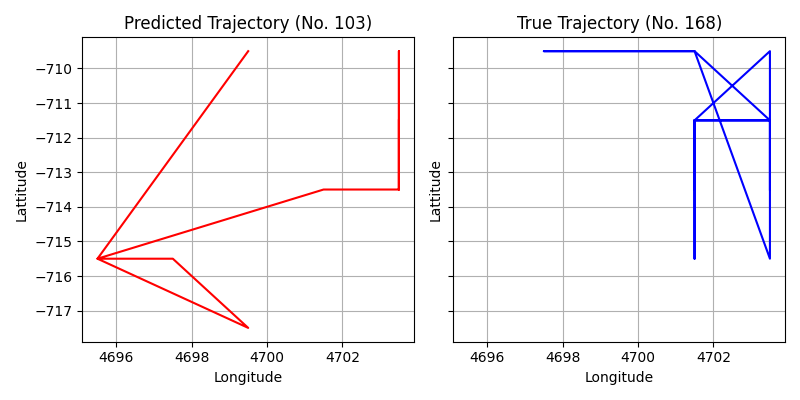 Predicted Trajectory (No. 103)
True Trajectory (No. 168)
−710
−711
−712
−713
−714
−715
−716
−717
Lattitude
Lattitude
4696 4698 4700 4702
4696 4698 4700 4702
Longitude
Longitude